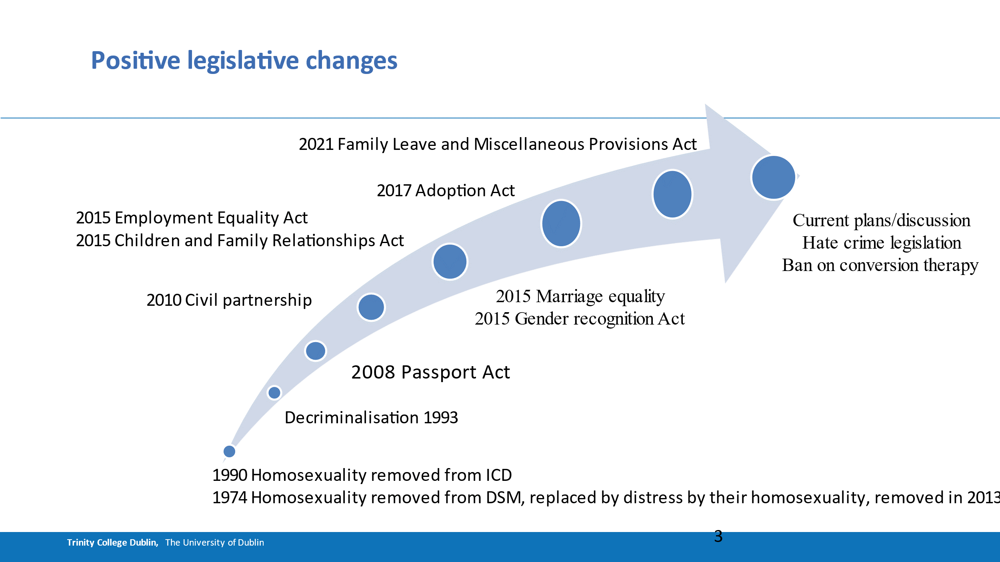 Positive legislative changes
2021 Family Leave and Miscellaneous Provisions Act
2017 Adoption Act
2015 Employment Equality Act
2015 Children and Family Relationships Act
Current plans/discussion
Hate crime legislation
Ban on conversion therapy
2010 Civil partnership
2015 Marriage equality
2015 Gender recognition Act
2008 Passport Act
Decriminalisation 1993
1990 Homosexuality removed from ICD
1974 Homosexuality removed from DSM, replaced by distress by their homosexuality, removed in 2013
3
Trinity College Dublin, The University of Dublin